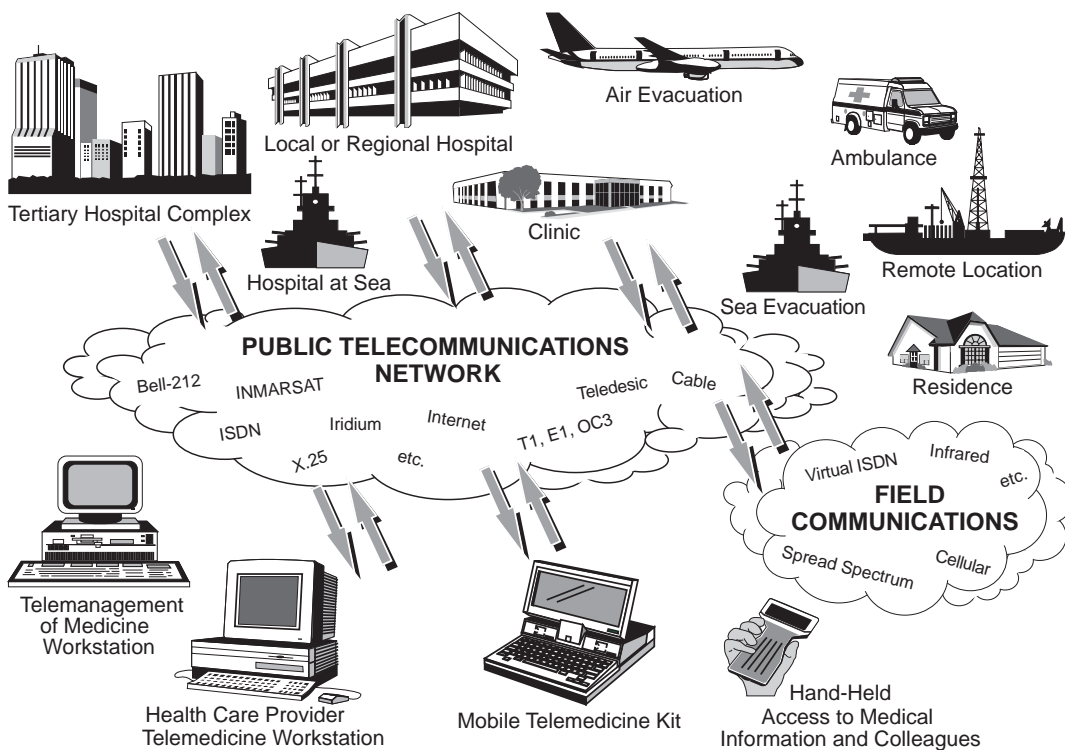 Air Evacuation
Local or Regional Hospital
Ambulance
Tertiary Hospital Complex
Clinic
Hospital at Sea
Remote Location
Sea Evacuation
PUBLIC TELECOMMUNICATIONS
NETWORK
Residence
Bell-212
INMARSAT
Teledesic
Cable
ISDN
Iridium
Internet
T1, E1, OC3
X.25
etc.
Virtual ISDN
Infrared
etc.
FIELD
COMMUNICATIONS
Spread Spectrum
Cellular
Telemanagement
of Medicine
Workstation
Health Care Provider
Telemedicine Workstation
Mobile Telemedicine Kit
Hand-Held
Access to Medical
Information and Colleagues